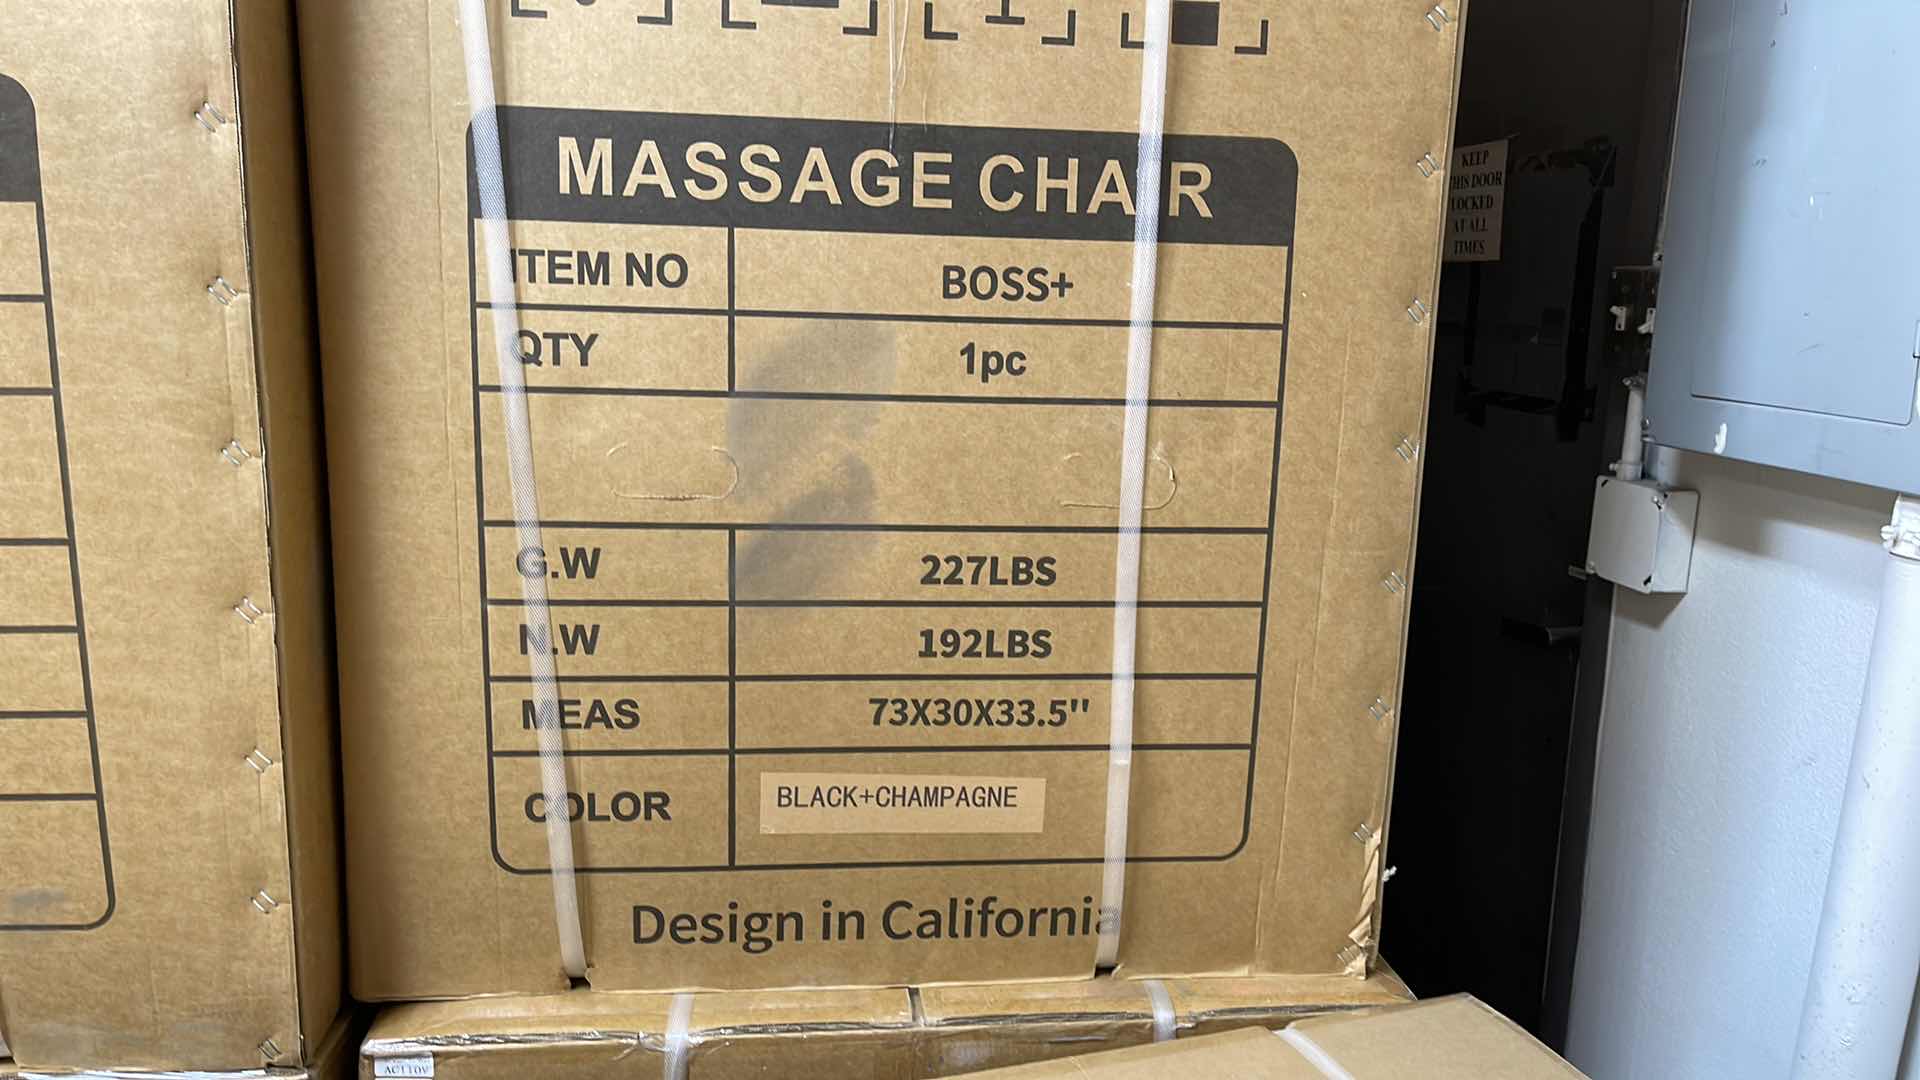 MASSAGE CHAIR
ITEM NO BOSS+
QTY 1pc
G.W 227LBS
N.W 192LBS
MEAS 73X30X33.5"
COLOR BLACK+CHAMPAGNE
Design in California
KEEP
THIS DOOR
LOCKED
AT ALL
TIMES
AC110V